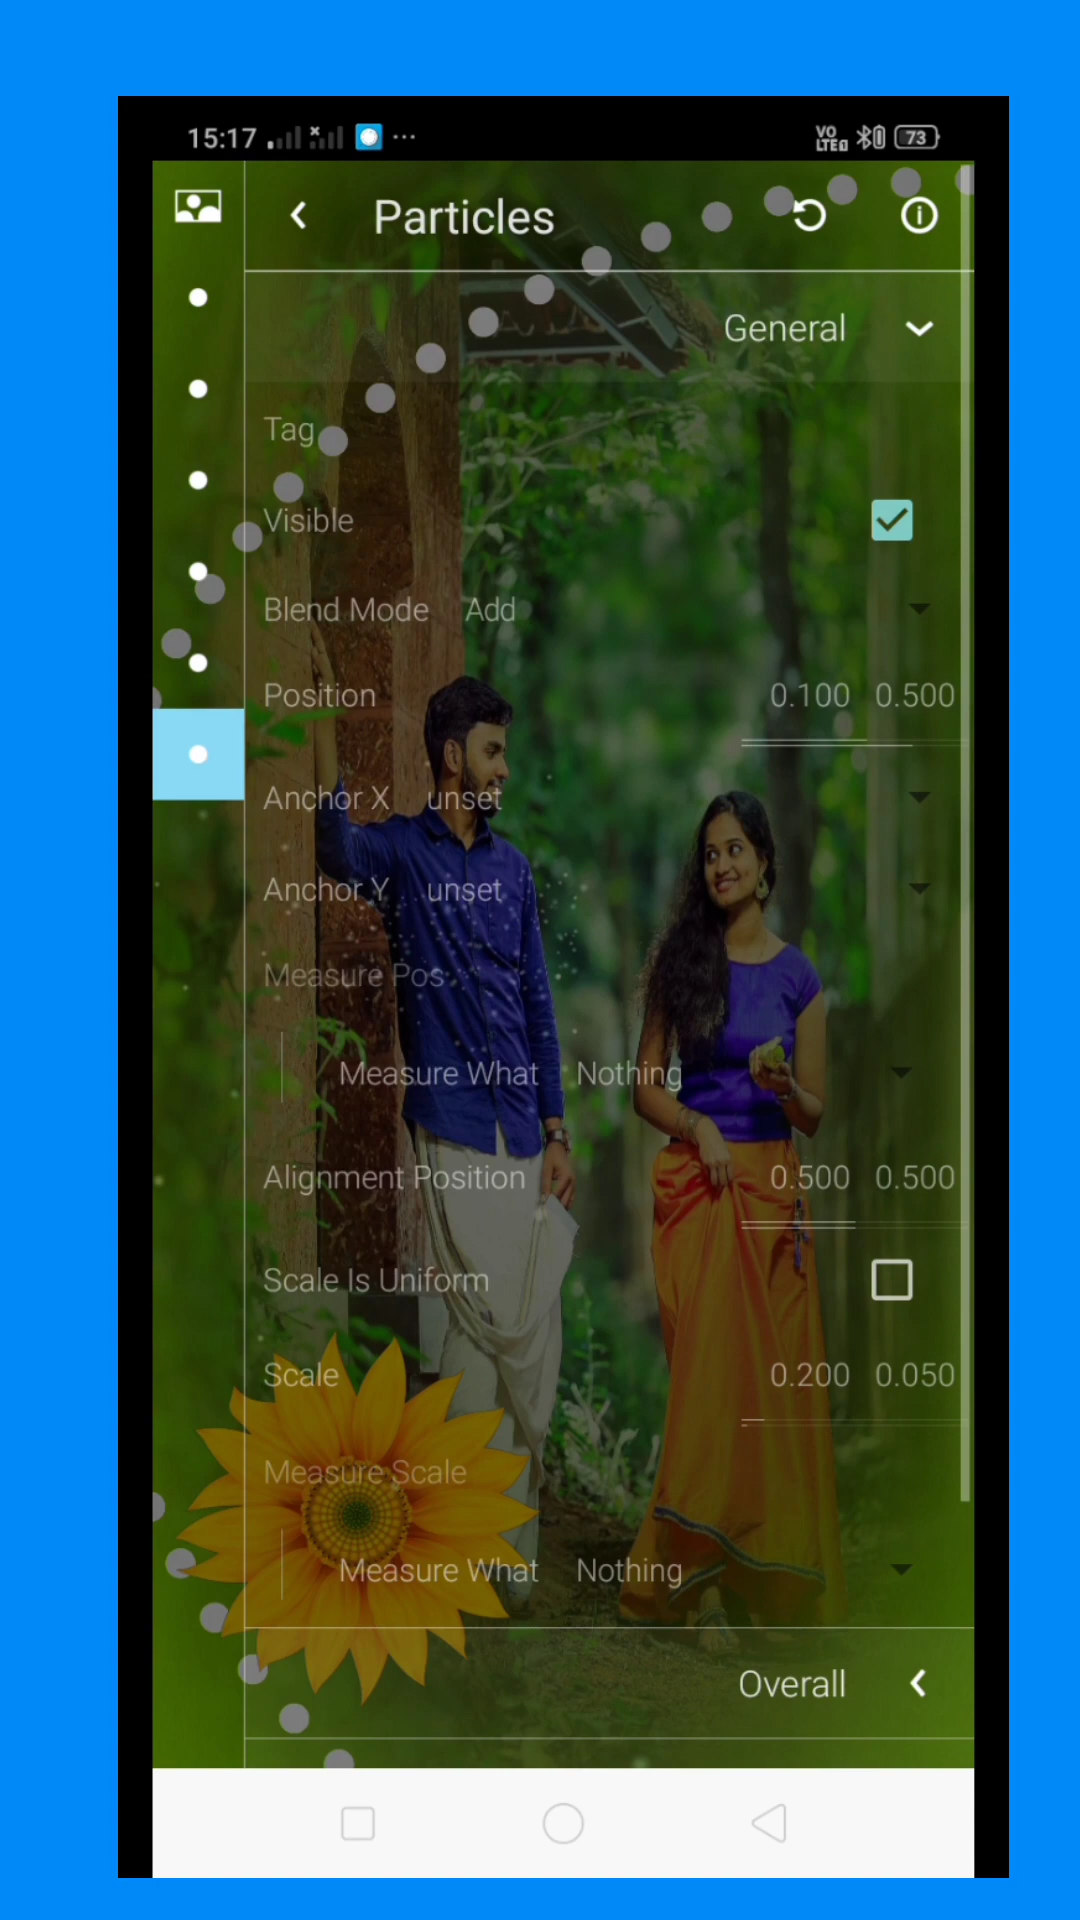 15:17 VO LTE 73
Particles
General
Tag
Visible
Blend Mode Add
Position 0.100 0.500
Anchor X unset
Anchor Y unset
Measure Pos
Measure What Nothing
Alignment Position 0.500 0.500
Scale Is Uniform
Scale 0.200 0.050
Measure Scale
Measure What Nothing
Overall